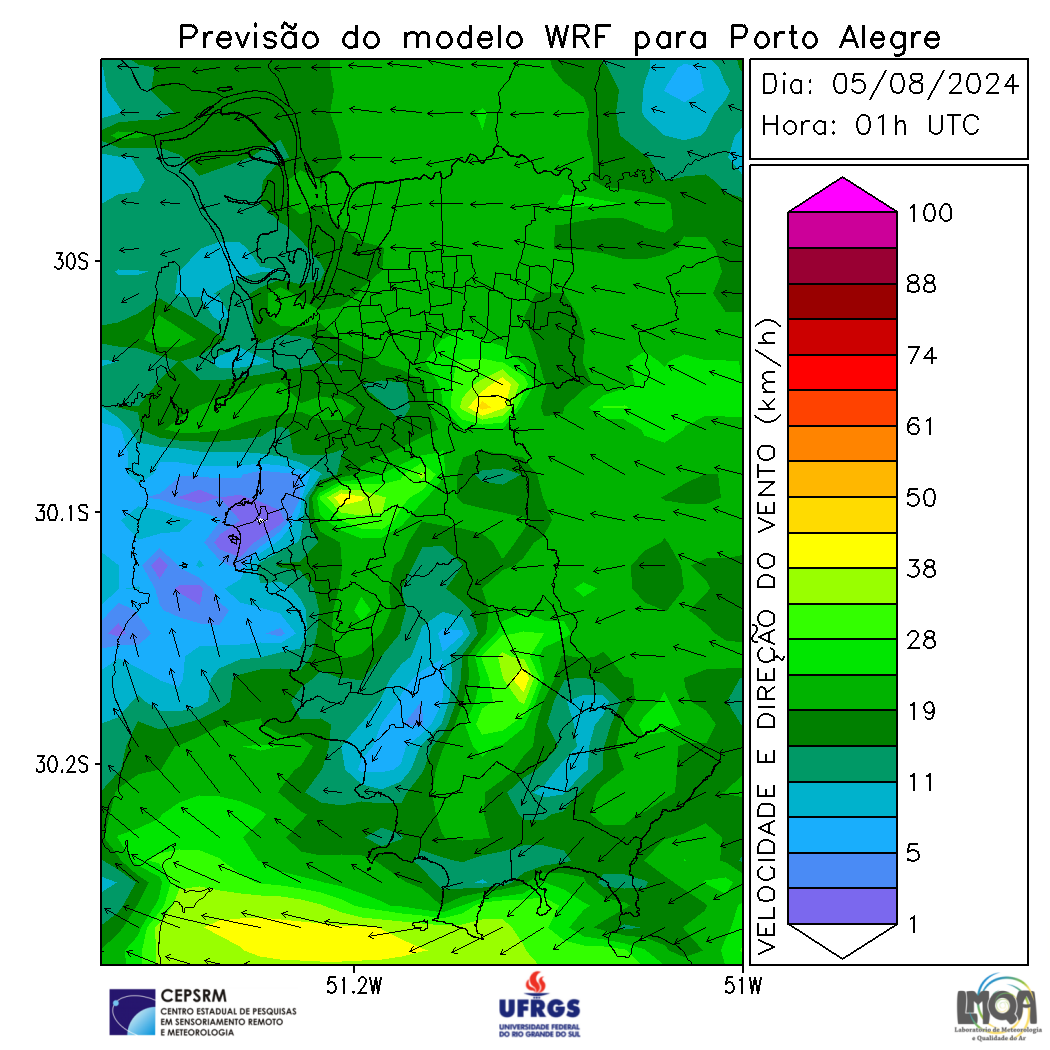 Previsão do modelo WRF para Porto Alegre
Dia: 05/08/2024
Hora: 01h UTC
30S
30.1S
30.2S
51.2W
51W
VELOCIDADE E DIREÇÃO DO VENTO (km/h)
100
88
74
61
50
38
28
19
11
5
1
CEPSRM
CENTRO ESTADUAL DE PESQUISAS
EM SENSORIAMENTO REMOTO
E METEOROLOGIA
UFRGS
UNIVERSIDADE FEDERAL
DO RIO GRANDE DO SUL
LMQA
Laboratório de Meteorologia
e Qualidade do Ar